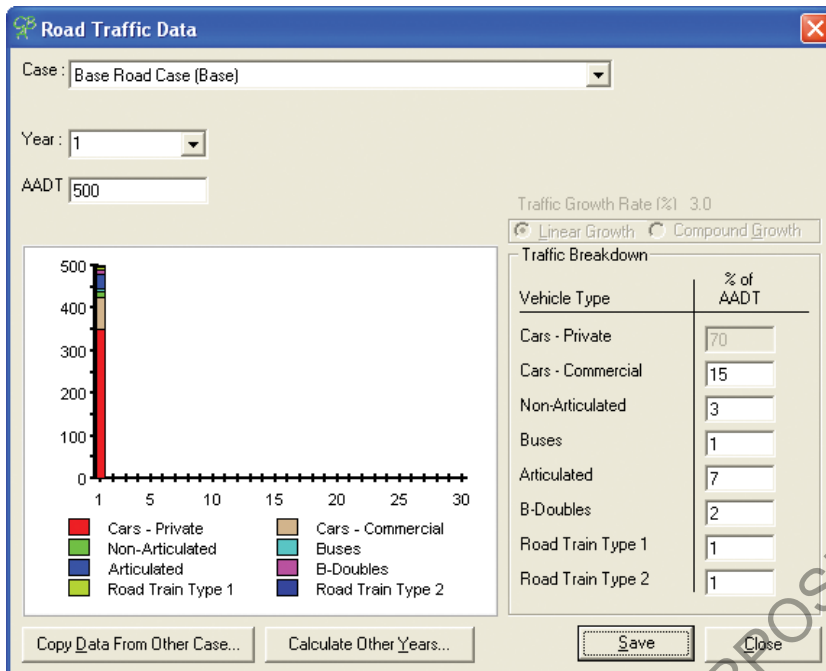 CB Road Traffic Data
Case : Base Road Case (Base)
Year : 1
AADT 500
Traffic Growth Rate (%) 3.0
Linear Growth Compound Growth
Traffic Breakdown
Vehicle Type % of AADT
Cars - Private 70
Cars - Commercial 15
Non-Articulated 3
Buses 1
Articulated 7
B-Doubles 2
Road Train Type 1 1
Road Train Type 2 1
500
400
300
200
100
0
1 5 10 15 20 25 30
Cars - Private Cars - Commercial
Non-Articulated Buses
Articulated B-Doubles
Road Train Type 1 Road Train Type 2
Copy Data From Other Case... Calculate Other Years... Save Close